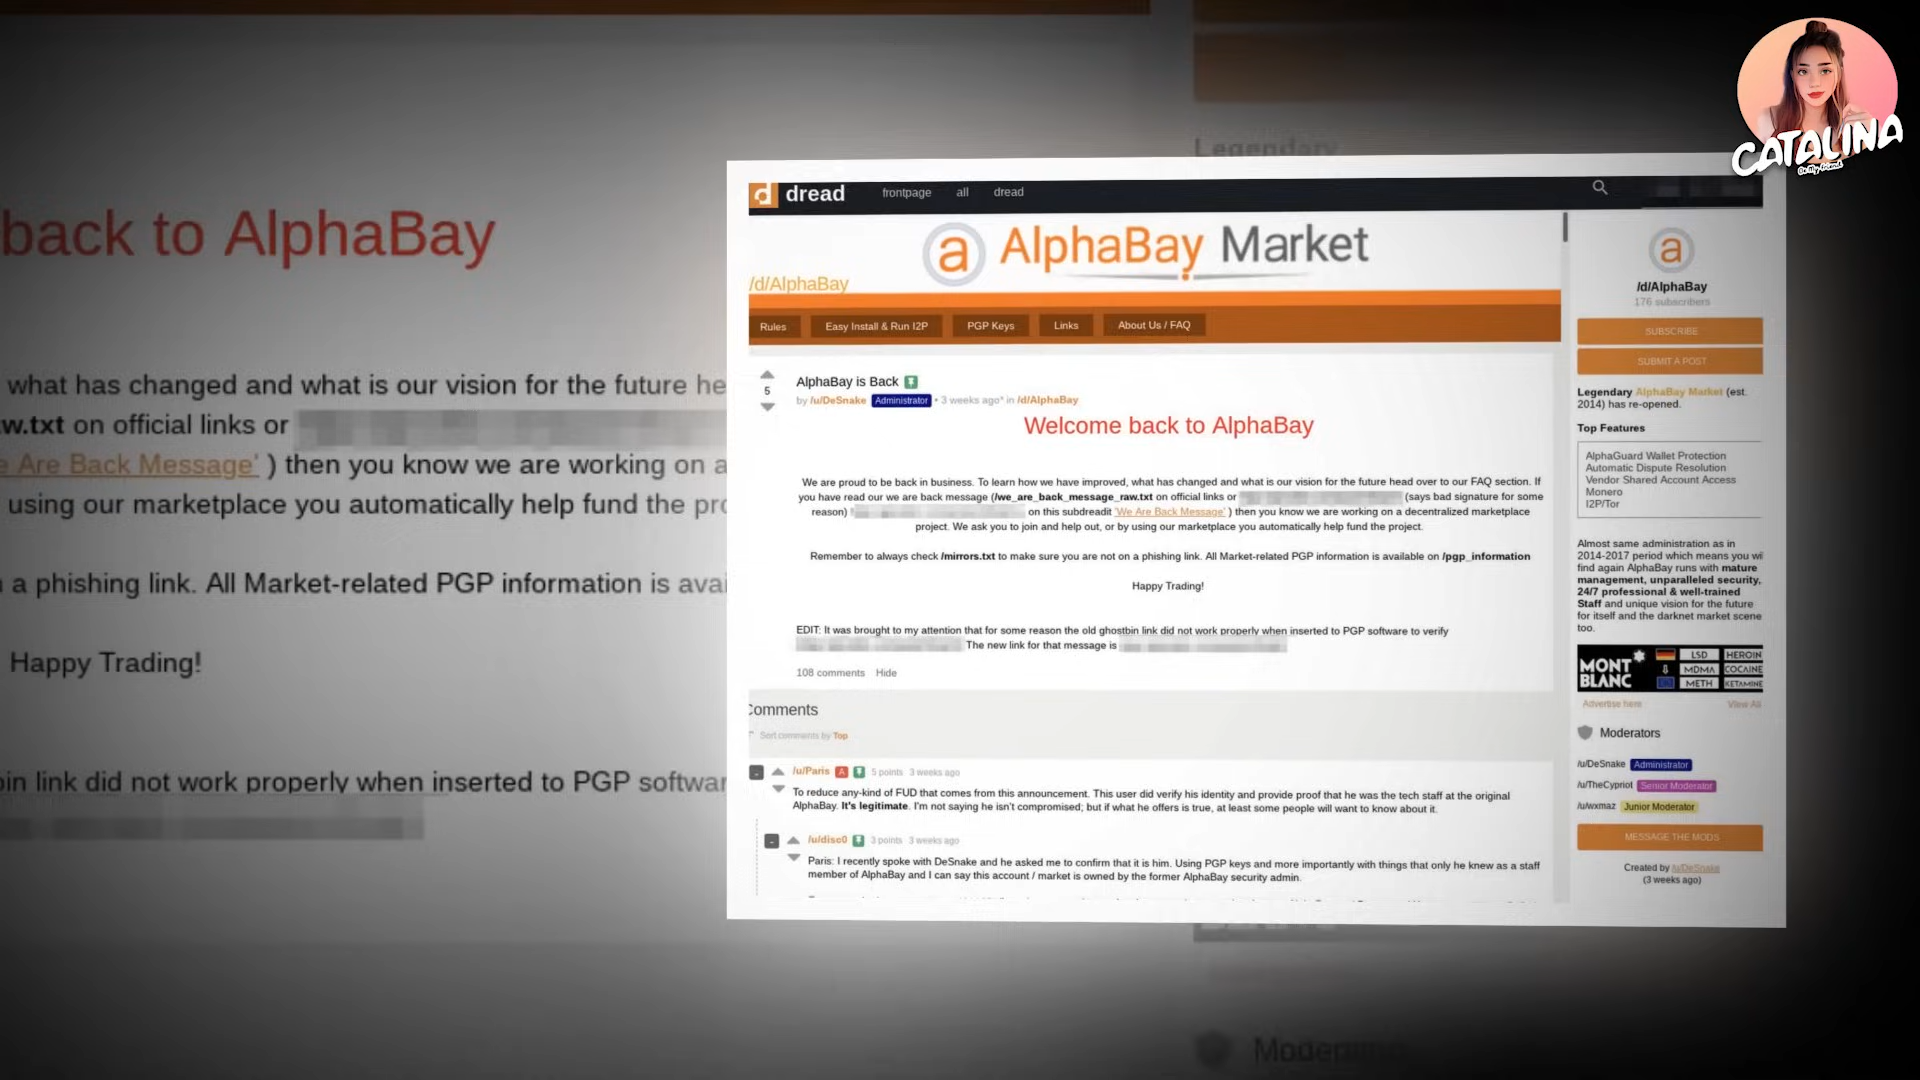 CATALINA
Legendary
back to AlphaBay
what has changed and what is our vision for the future he
w.txt on official links or
e Are Back Message' ) then you know we are working on a
using our marketplace you automatically help fund the pro
a phishing link. All Market-related PGP information is avai
Happy Trading!
in link did not work properly when inserted to PGP softwar
d dread frontpage all dread
a AlphaBay Market
/d/AlphaBay
Rules Easy Install & Run I2P PGP Keys Links About Us / FAQ
AlphaBay is Back
5
by /u/DeSnake Administrator • 3 weeks ago* in /d/AlphaBay
Welcome back to AlphaBay
We are proud to be back in business. To learn how we have improved, what has changed and what is our vision for the future head over to our FAQ section. If
you have read our we are back message (/we_are_back_message_raw.txt on official links or (says bad signature for some
reason) on this subdreadit 'We Are Back Message' ) then you know we are working on a decentralized marketplace
project. We ask you to join and help out, or by using our marketplace you automatically help fund the project.
Remember to always check /mirrors.txt to make sure you are not on a phishing link. All Market-related PGP information is available on /pgp_information
Happy Trading!
EDIT: It was brought to my attention that for some reason the old ghostbin link did not work properly when inserted to PGP software to verify
The new link for that message is
108 comments Hide
Comments
Sort comments by Top
- /u/Paris A 5 points 3 weeks ago
To reduce any-kind of FUD that comes from this announcement. This user did verify his identity and provide proof that he was the tech staff at the original
AlphaBay. It's legitimate. I'm not saying he isn't compromised; but if what he offers is true, at least some people will want to know about it.
- /u/disc0 3 points 3 weeks ago
Paris: I recently spoke with DeSnake and he asked me to confirm that it is him. Using PGP keys and more importantly with things that only he knew as a staff
member of AlphaBay and I can say this account / market is owned by the former AlphaBay security admin.
a
/d/AlphaBay
176 subscribers
SUBSCRIBE
SUBMIT A POST
Legendary AlphaBay Market (est.
2014) has re-opened.
Top Features
AlphaGuard Wallet Protection
Automatic Dispute Resolution
Vendor Shared Account Access
Monero
I2P/Tor
Almost same administration as in
2014-2017 period which means you wi
find again AlphaBay runs with mature
management, unparalleled security,
24/7 professional & well-trained
Staff and unique vision for the future
for itself and the darknet market scene
too.
MONT BLANC
LSD HEROIN
MDMA COCAINE
METH KETAMINE
Advertise here View All
Moderators
/u/DeSnake Administrator
/u/TheCypriot Senior Moderator
/u/wxmaz Junior Moderator
MESSAGE THE MODS
Created by /u/DeSnake
(3 weeks ago)